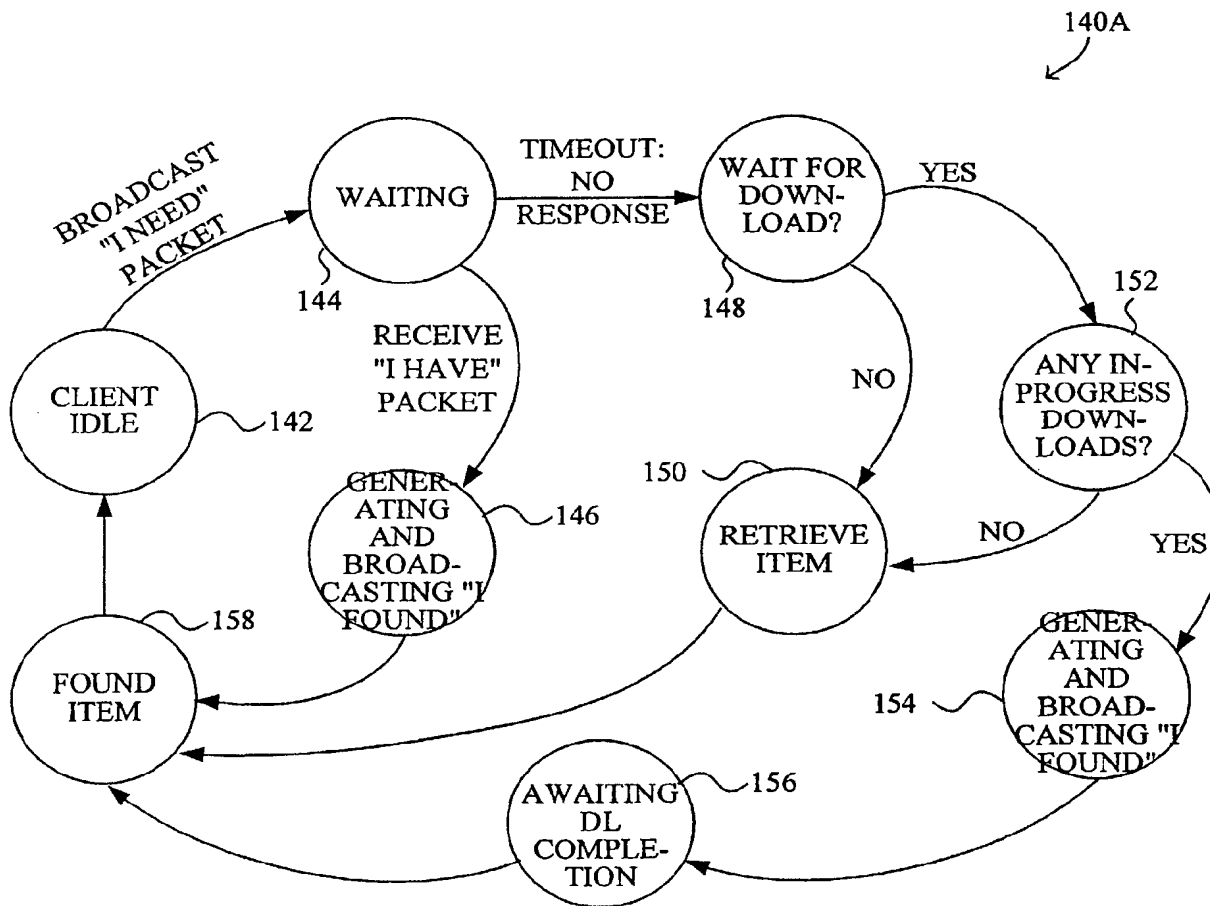 140A
BROADCAST
"I NEED"
PACKET
WAITING
144
TIMEOUT:
NO
RESPONSE
WAIT FOR
DOWN-
LOAD?
148
YES
152
ANY IN-
PROGRESS
DOWN-
LOADS?
CLIENT
IDLE
142
RECEIVE
"I HAVE"
PACKET
NO
150
RETRIEVE
ITEM
NO
YES
GENER-
ATING
AND
BROAD-
CASTING "I
FOUND"
146
158
FOUND
ITEM
GENER-
ATING
AND
BROAD-
CASTING "I
FOUND"
154
AWAITING
DL
COMPLE-
TION
156